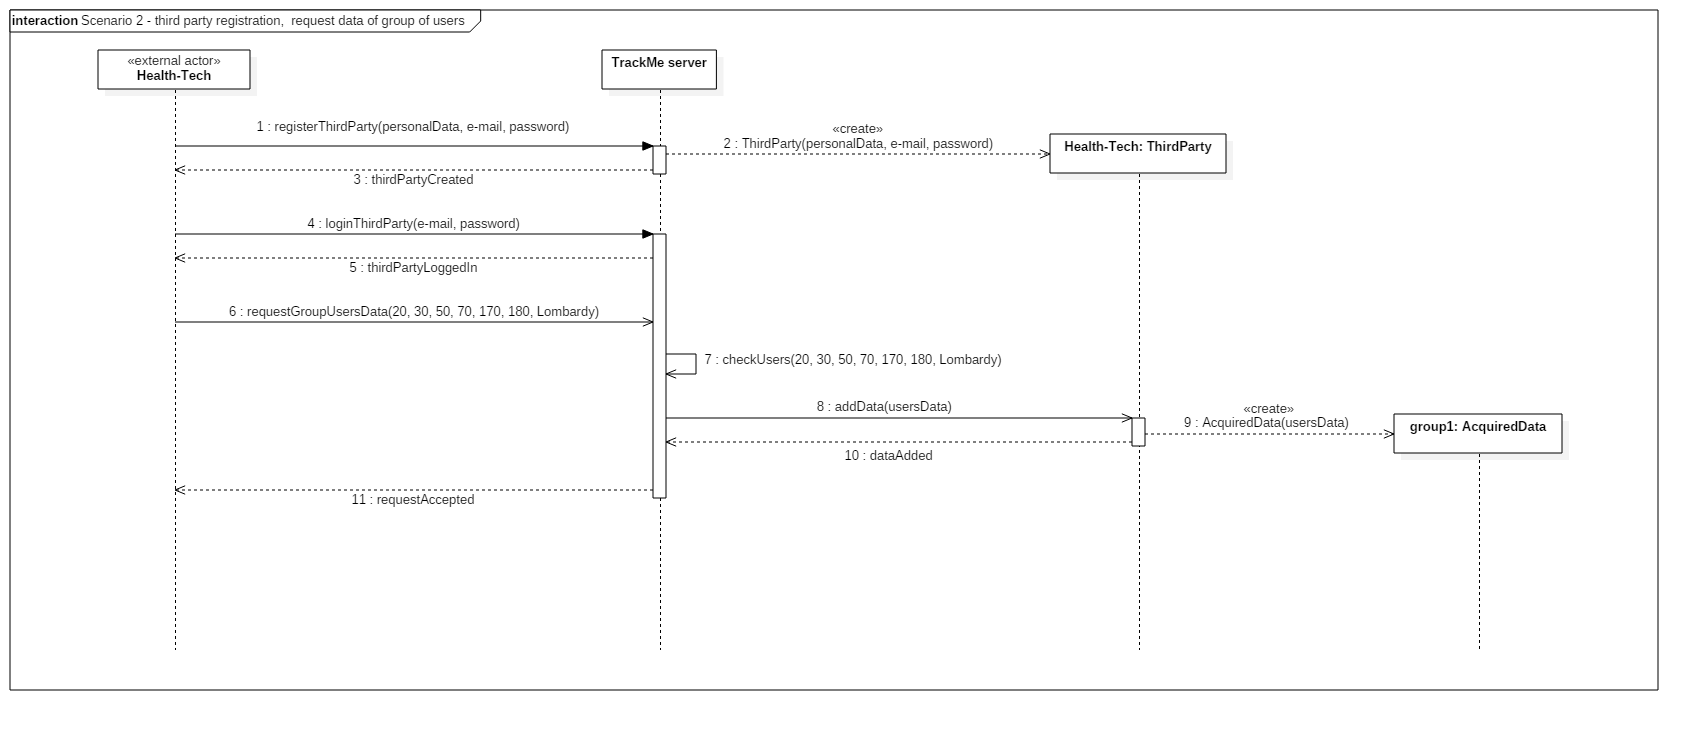 interaction Scenario 2 - third party registration,  request data of group of users
«external actor»
Health-Tech
TrackMe server
1 : registerThirdParty(personalData, e-mail, password)
«create»
2 : ThirdParty(personalData, e-mail, password)
Health-Tech: ThirdParty
3 : thirdPartyCreated
4 : loginThirdParty(e-mail, password)
5 : thirdPartyLoggedIn
6 : requestGroupUsersData(20, 30, 50, 70, 170, 180, Lombardy)
7 : checkUsers(20, 30, 50, 70, 170, 180, Lombardy)
8 : addData(usersData)
«create»
9 : AcquiredData(usersData)
group1: AcquiredData
10 : dataAdded
11 : requestAccepted